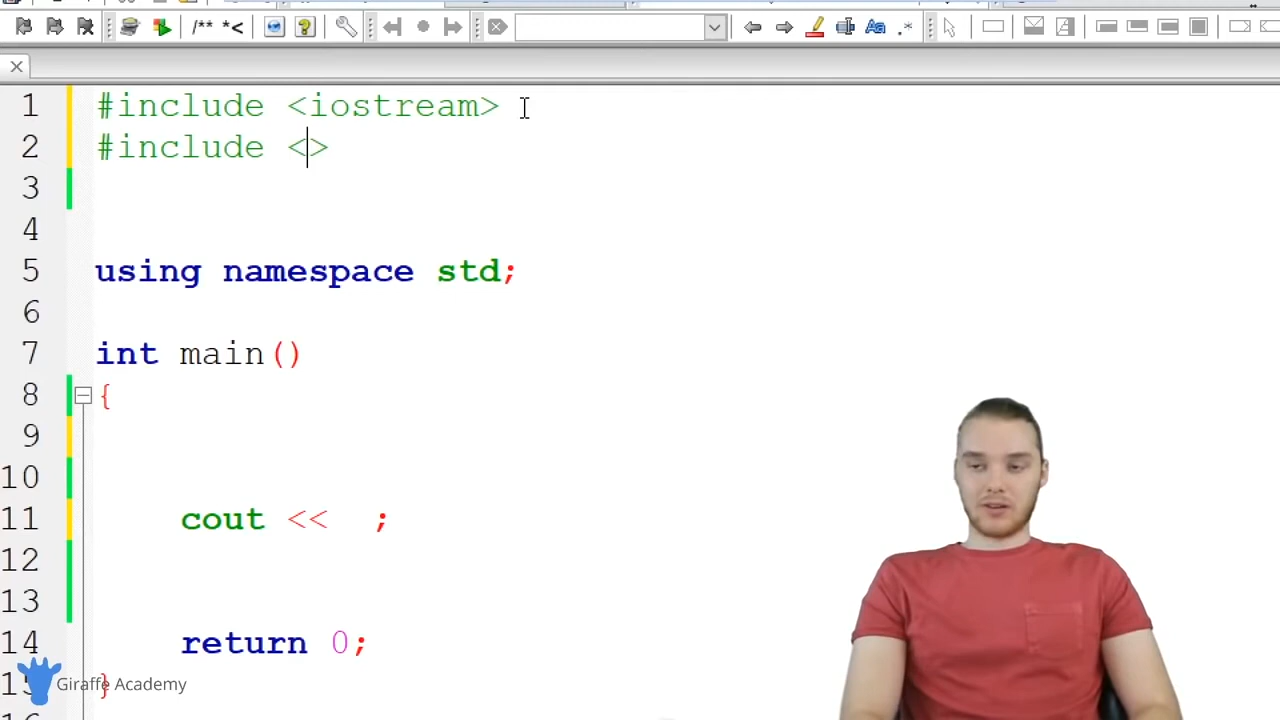 /** *<
Aa .*
1 #include <iostream>
2 #include <>
3
4
5 using namespace std;
6
7 int main()
8 {
9
10
11 cout << ;
12
13
14 return 0;
15 }
Giraffe Academy